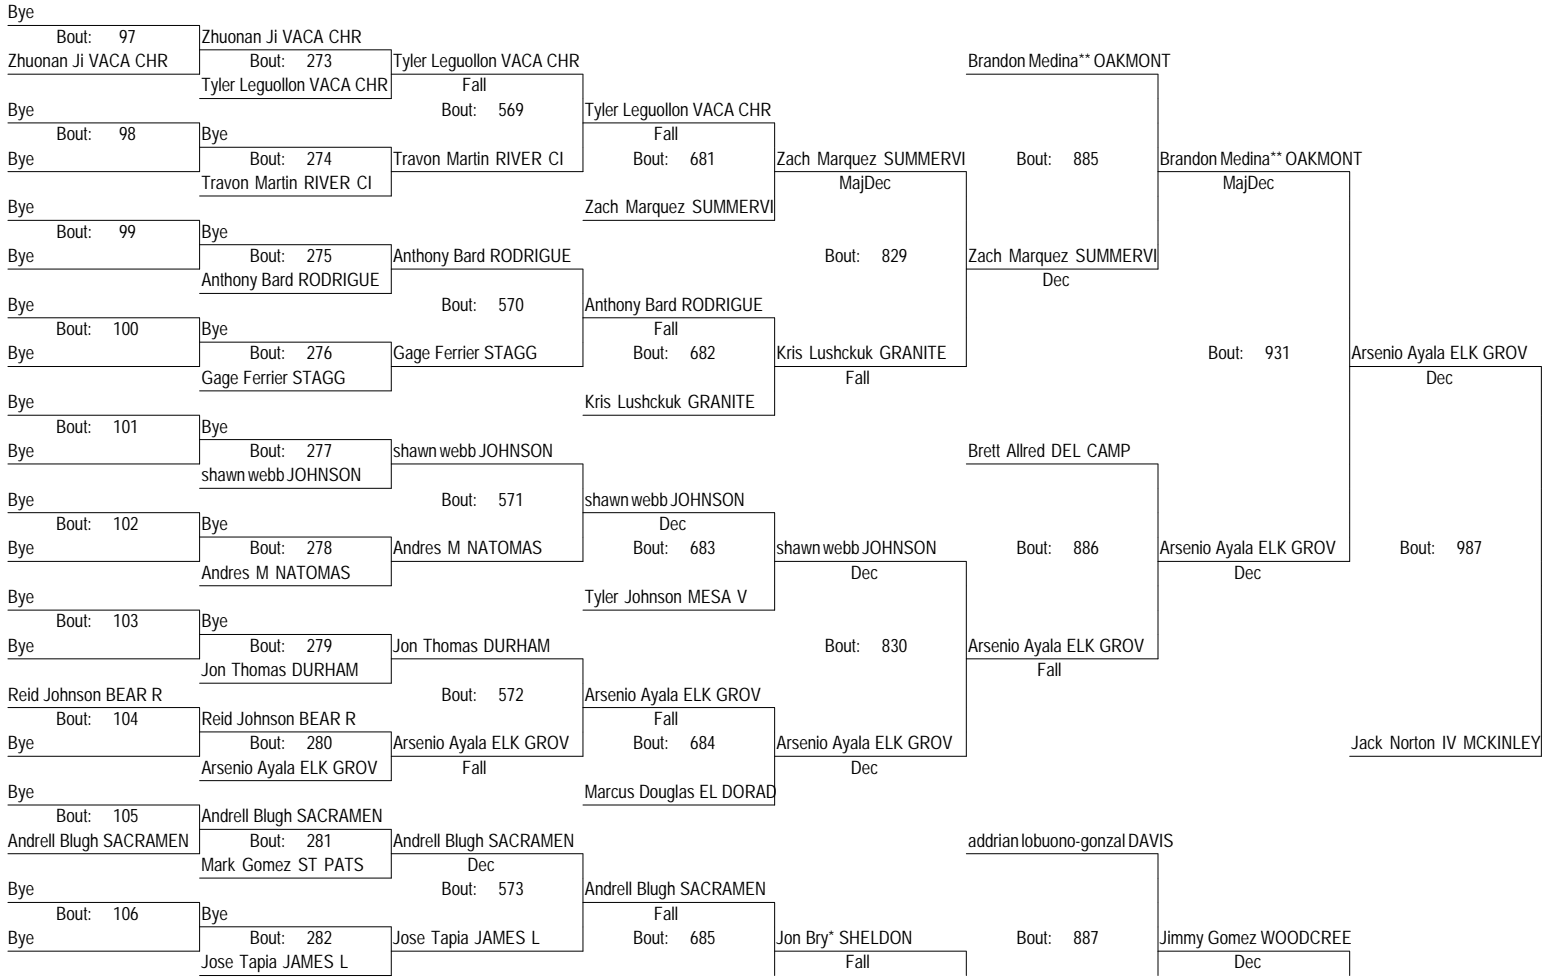 Bye
Bout: 97 Zhuonan Ji VACA CHR
Zhuonan Ji VACA CHR Bout: 273 Tyler Leguollon VACA CHR Brandon Medina** OAKMONT
Tyler Leguollon VACA CHR Fall
Bye Bout: 569 Tyler Leguollon VACA CHR
Bout: 98 Bye Fall
Bye Bout: 274 Travon Martin RIVER CI Bout: 681 Zach Marquez SUMMERVI Bout: 885 Brandon Medina** OAKMONT
Travon Martin RIVER CI MajDec MajDec
Bye Zach Marquez SUMMERVI
Bout: 99 Bye
Bye Bout: 275 Anthony Bard RODRIGUE Bout: 829 Zach Marquez SUMMERVI
Anthony Bard RODRIGUE Dec
Bye Bout: 570 Anthony Bard RODRIGUE
Bout: 100 Bye Fall
Bye Bout: 276 Gage Ferrier STAGG Bout: 682 Kris Lushckuk GRANITE Bout: 931 Arsenio Ayala ELK GROV
Gage Ferrier STAGG Fall Dec
Bye Kris Lushckuk GRANITE
Bout: 101 Bye
Bye Bout: 277 shawn webb JOHNSON Brett Allred DEL CAMP
shawn webb JOHNSON
Bye Bout: 571 shawn webb JOHNSON
Bout: 102 Bye Dec
Bye Bout: 278 Andres M NATOMAS Bout: 683 shawn webb JOHNSON Bout: 886 Arsenio Ayala ELK GROV Bout: 987
Andres M NATOMAS Dec Dec
Bye Tyler Johnson MESA V
Bout: 103 Bye
Bye Bout: 279 Jon Thomas DURHAM Bout: 830 Arsenio Ayala ELK GROV
Jon Thomas DURHAM Fall
Reid Johnson BEAR R Bout: 572 Arsenio Ayala ELK GROV
Bout: 104 Reid Johnson BEAR R Fall
Bye Bout: 280 Arsenio Ayala ELK GROV Bout: 684 Arsenio Ayala ELK GROV Jack Norton IV MCKINLEY
Arsenio Ayala ELK GROV Fall Dec
Bye Marcus Douglas EL DORAD
Bout: 105 Andrell Blugh SACRAMEN
Andrell Blugh SACRAMEN Bout: 281 Andrell Blugh SACRAMEN addrian lobuono-gonzal DAVIS
Mark Gomez ST PATS Dec
Bye Bout: 573 Andrell Blugh SACRAMEN
Bout: 106 Bye Fall
Bye Bout: 282 Jose Tapia JAMES L Bout: 685 Jon Bry* SHELDON Bout: 887 Jimmy Gomez WOODCREE
Jose Tapia JAMES L Fall Dec